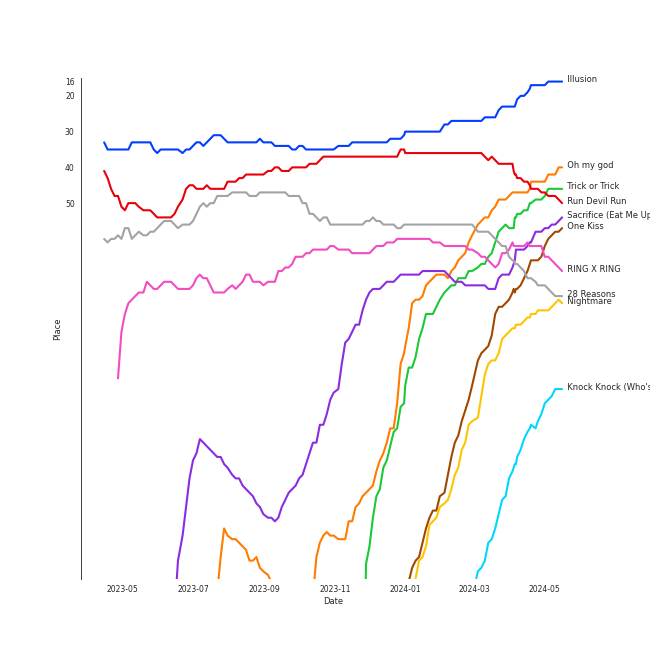 16
20
30
40
50
Place
Illusion
Oh my god
Trick or Trick
Run Devil Run
Sacrifice (Eat Me Up
One Kiss
RING X RING
28 Reasons
Nightmare
Knock Knock (Who's
2023-05 2023-07 2023-09 2023-11 2024-01 2024-03 2024-05
Date